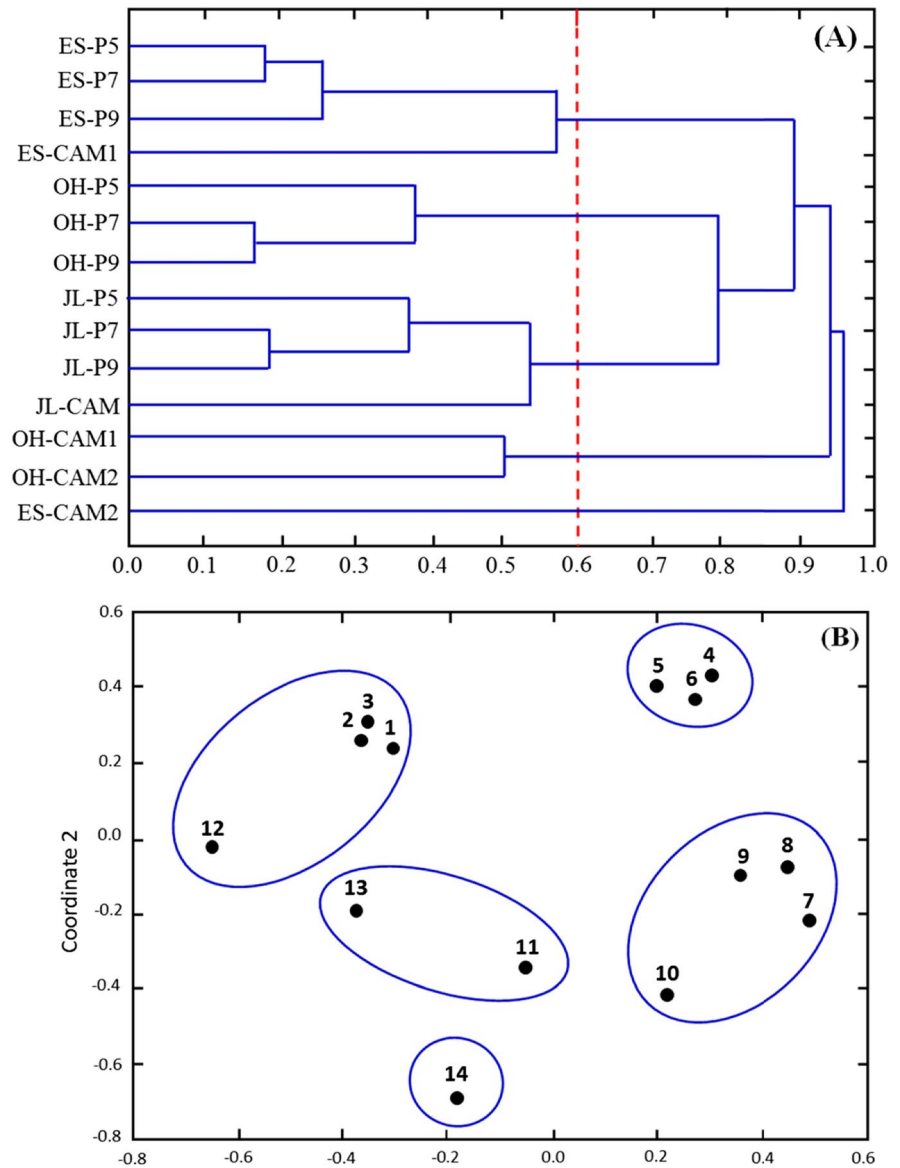 (A)
ES-P5
ES-P7
ES-P9
ES-CAM1
OH-P5
OH-P7
OH-P9
JL-P5
JL-P7
JL-P9
JL-CAM
OH-CAM1
OH-CAM2
ES-CAM2
0.0 0.1 0.2 0.3 0.4 0.5 0.6 0.7 0.8 0.9 1.0
(B)
0.6
0.4
0.2
0.0
-0.2
-0.4
-0.6
-0.8
Coordinate 2
5 4
6
3
2 1
12
8
9
7
13
11
10
14
-0.8 -0.6 -0.4 -0.2 0.0 0.2 0.4 0.6